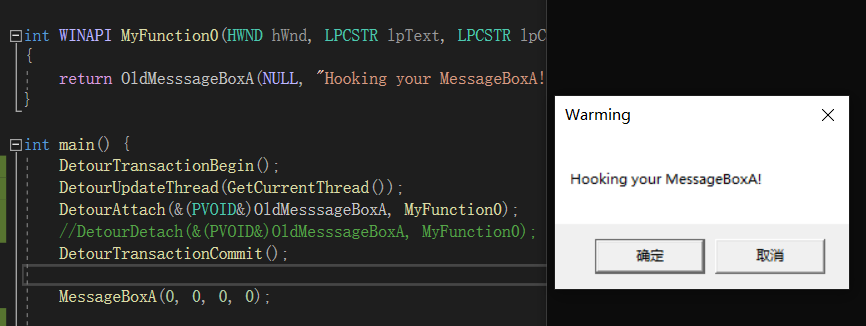 int WINAPI MyFunction0(HWND hWnd, LPCSTR lpText, LPCSTR lpC
{
return OldMesssageBoxA(NULL, "Hooking your MessageBoxA!
}
int main() {
DetourTransactionBegin();
DetourUpdateThread(GetCurrentThread());
DetourAttach(&(PVOID&)OldMesssageBoxA, MyFunction0);
//DetourDetach(&(PVOID&)OldMesssageBoxA, MyFunction0);
DetourTransactionCommit();
MessageBoxA(0, 0, 0, 0);
Warming
Hooking your MessageBoxA!
确定
取消